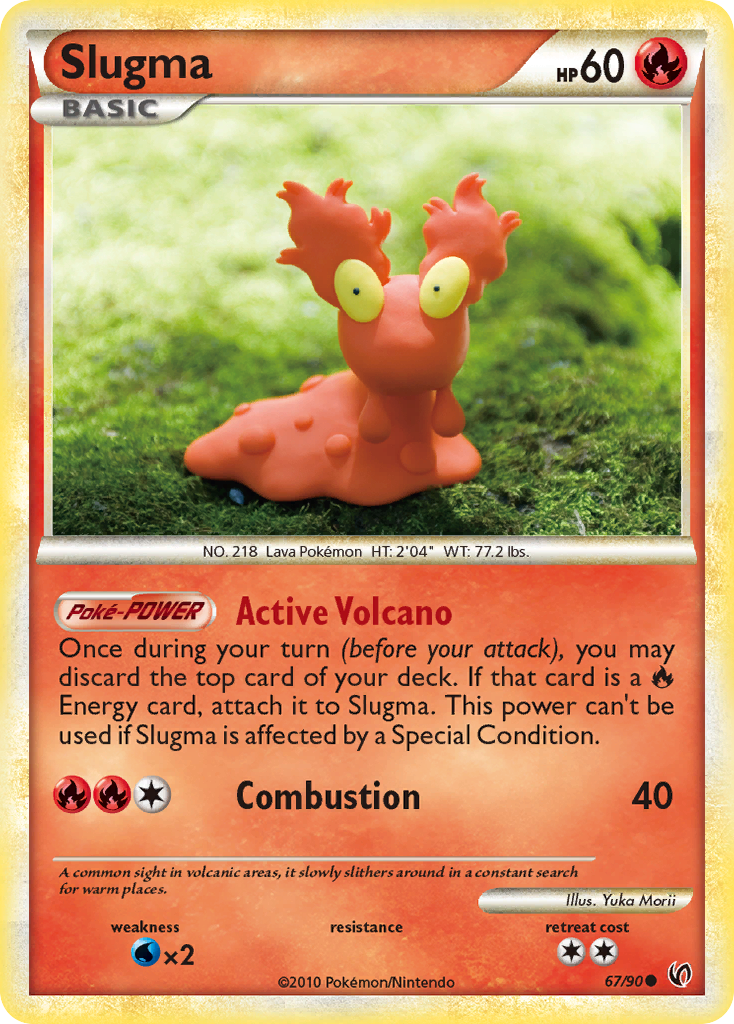 Slugma
HP 60
BASIC
NO. 218 Lava Pokémon HT: 2'04" WT: 77.2 lbs.
Poké-POWER Active Volcano
Once during your turn (before your attack), you may
discard the top card of your deck. If that card is a
Energy card, attach it to Slugma. This power can't be
used if Slugma is affected by a Special Condition.
Combustion 40
A common sight in volcanic areas, it slowly slithers around in a constant search
for warm places.
Illus. Yuka Morii
weakness resistance retreat cost
×2
©2010 Pokémon/Nintendo 67/90